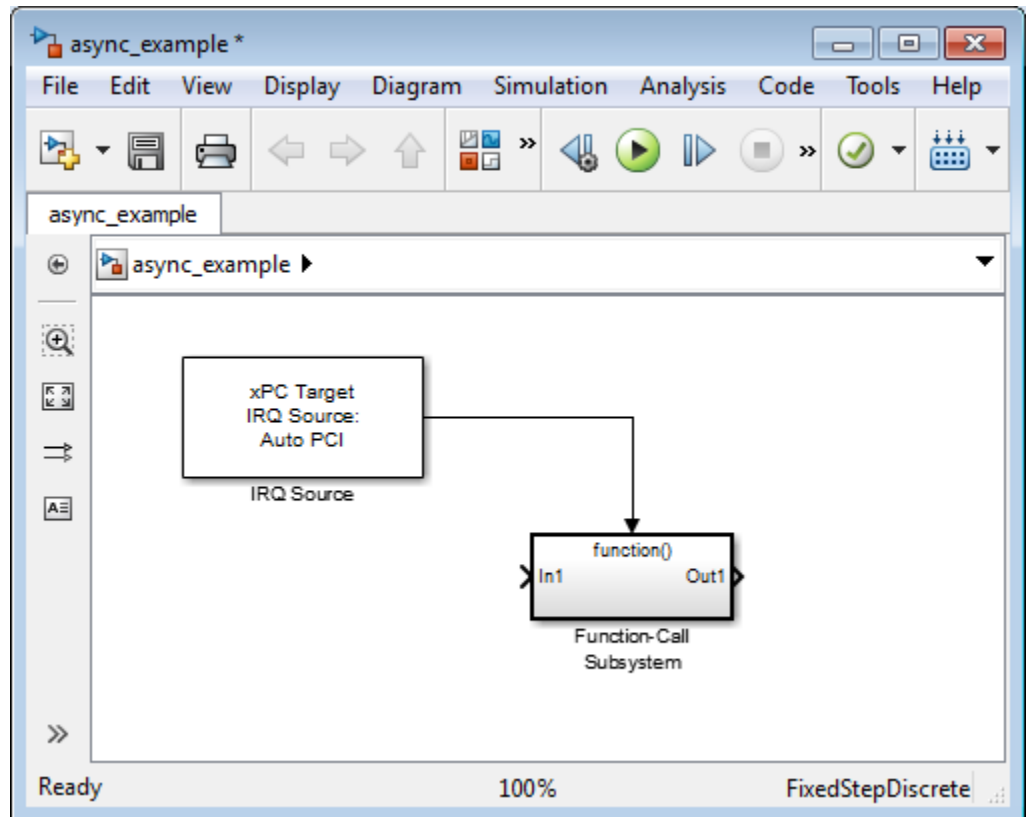 async_example *
File Edit View Display Diagram Simulation Analysis Code Tools Help
async_example
async_example
xPC Target
IRQ Source:
Auto PCI
IRQ Source
function()
In1 Out1
Function-Call
Subsystem
Ready 100% FixedStepDiscrete